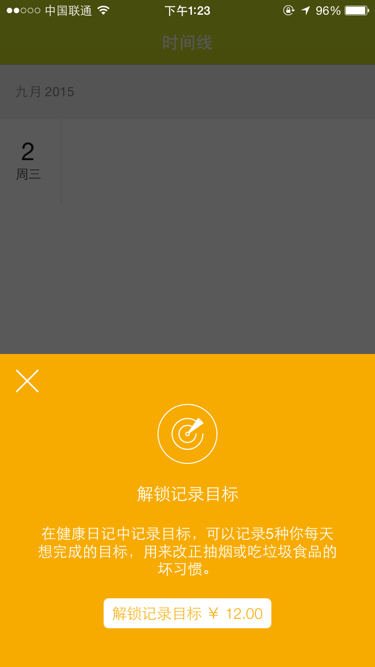 中国联通 下午1:23 96%
时间线
九月 2015
2
周三
解锁记录目标
在健康日记中记录目标，可以记录5种你每天
想完成的目标，用来改正抽烟或吃垃圾食品的
坏习惯。
解锁记录目标 ¥ 12.00